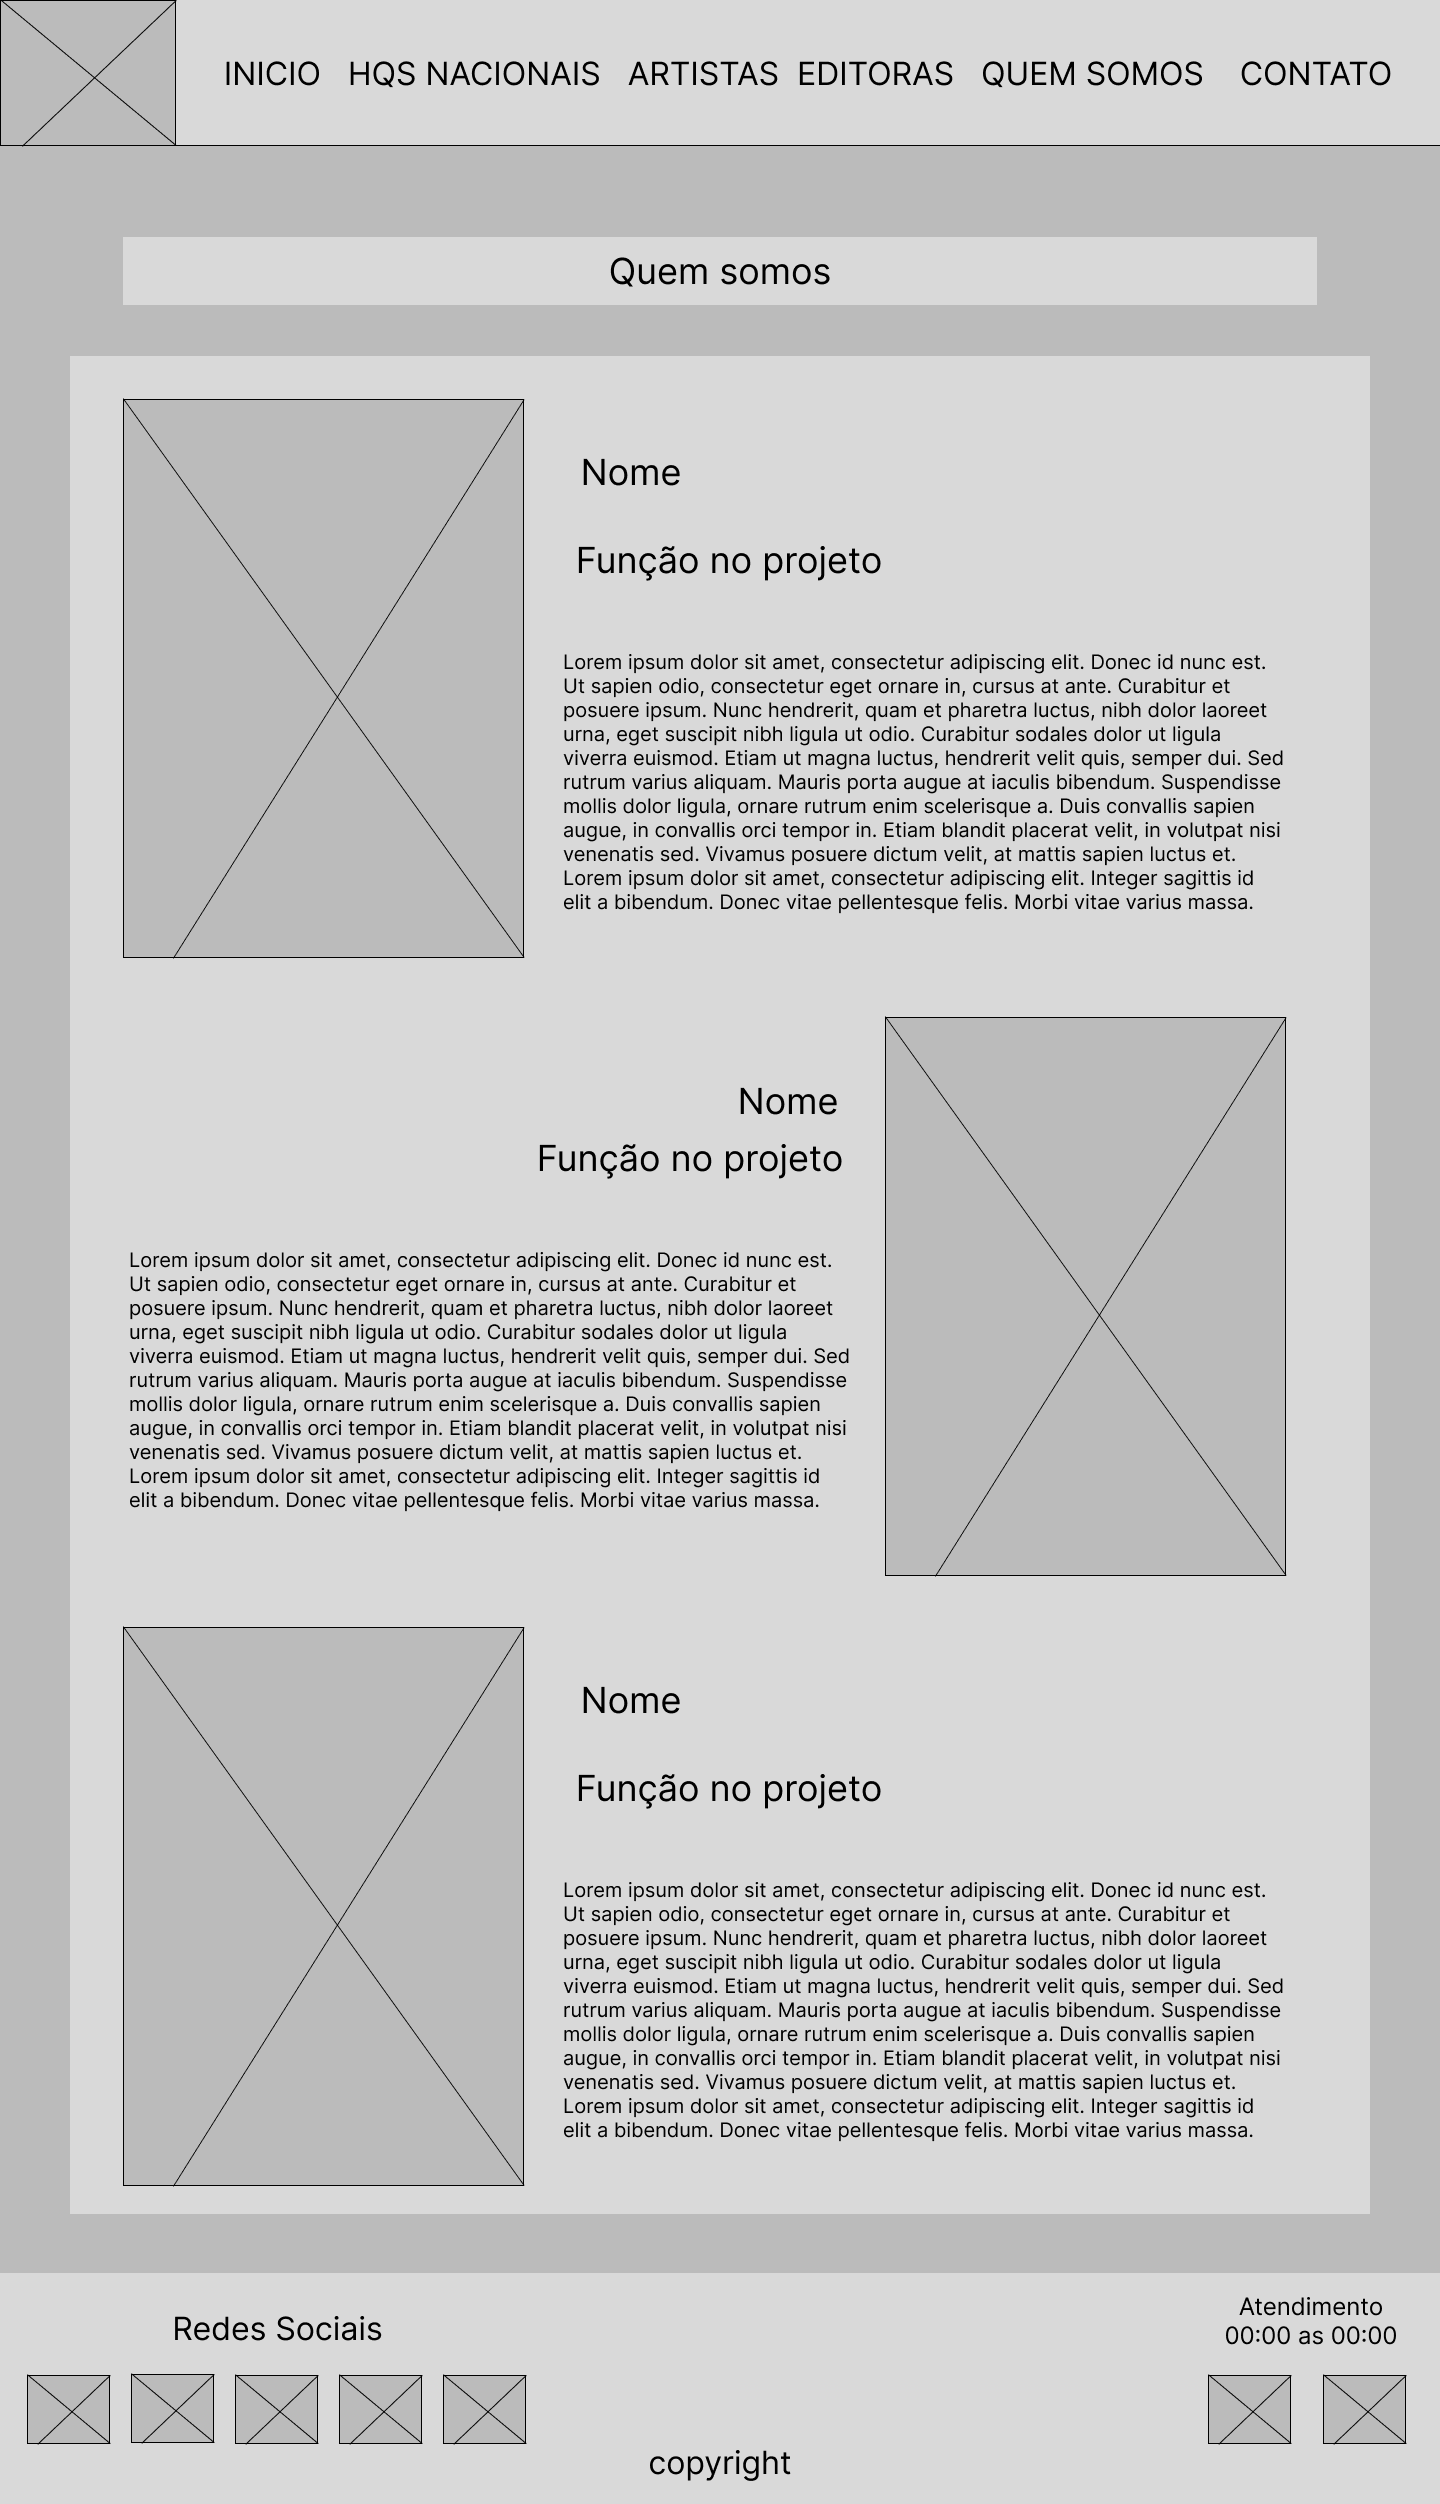 INICIO HQS NACIONAIS ARTISTAS EDITORAS QUEM SOMOS CONTATO
Quem somos
Nome
Função no projeto
Lorem ipsum dolor sit amet, consectetur adipiscing elit. Donec id nunc est.
Ut sapien odio, consectetur eget ornare in, cursus at ante. Curabitur et
posuere ipsum. Nunc hendrerit, quam et pharetra luctus, nibh dolor laoreet
urna, eget suscipit nibh ligula ut odio. Curabitur sodales dolor ut ligula
viverra euismod. Etiam ut magna luctus, hendrerit velit quis, semper dui. Sed
rutrum varius aliquam. Mauris porta augue at iaculis bibendum. Suspendisse
mollis dolor ligula, ornare rutrum enim scelerisque a. Duis convallis sapien
augue, in convallis orci tempor in. Etiam blandit placerat velit, in volutpat nisi
venenatis sed. Vivamus posuere dictum velit, at mattis sapien luctus et.
Lorem ipsum dolor sit amet, consectetur adipiscing elit. Integer sagittis id
elit a bibendum. Donec vitae pellentesque felis. Morbi vitae varius massa.
Nome
Função no projeto
Lorem ipsum dolor sit amet, consectetur adipiscing elit. Donec id nunc est.
Ut sapien odio, consectetur eget ornare in, cursus at ante. Curabitur et
posuere ipsum. Nunc hendrerit, quam et pharetra luctus, nibh dolor laoreet
urna, eget suscipit nibh ligula ut odio. Curabitur sodales dolor ut ligula
viverra euismod. Etiam ut magna luctus, hendrerit velit quis, semper dui. Sed
rutrum varius aliquam. Mauris porta augue at iaculis bibendum. Suspendisse
mollis dolor ligula, ornare rutrum enim scelerisque a. Duis convallis sapien
augue, in convallis orci tempor in. Etiam blandit placerat velit, in volutpat nisi
venenatis sed. Vivamus posuere dictum velit, at mattis sapien luctus et.
Lorem ipsum dolor sit amet, consectetur adipiscing elit. Integer sagittis id
elit a bibendum. Donec vitae pellentesque felis. Morbi vitae varius massa.
Nome
Função no projeto
Lorem ipsum dolor sit amet, consectetur adipiscing elit. Donec id nunc est.
Ut sapien odio, consectetur eget ornare in, cursus at ante. Curabitur et
posuere ipsum. Nunc hendrerit, quam et pharetra luctus, nibh dolor laoreet
urna, eget suscipit nibh ligula ut odio. Curabitur sodales dolor ut ligula
viverra euismod. Etiam ut magna luctus, hendrerit velit quis, semper dui. Sed
rutrum varius aliquam. Mauris porta augue at iaculis bibendum. Suspendisse
mollis dolor ligula, ornare rutrum enim scelerisque a. Duis convallis sapien
augue, in convallis orci tempor in. Etiam blandit placerat velit, in volutpat nisi
venenatis sed. Vivamus posuere dictum velit, at mattis sapien luctus et.
Lorem ipsum dolor sit amet, consectetur adipiscing elit. Integer sagittis id
elit a bibendum. Donec vitae pellentesque felis. Morbi vitae varius massa.
Redes Sociais
Atendimento
00:00 as 00:00
copyright